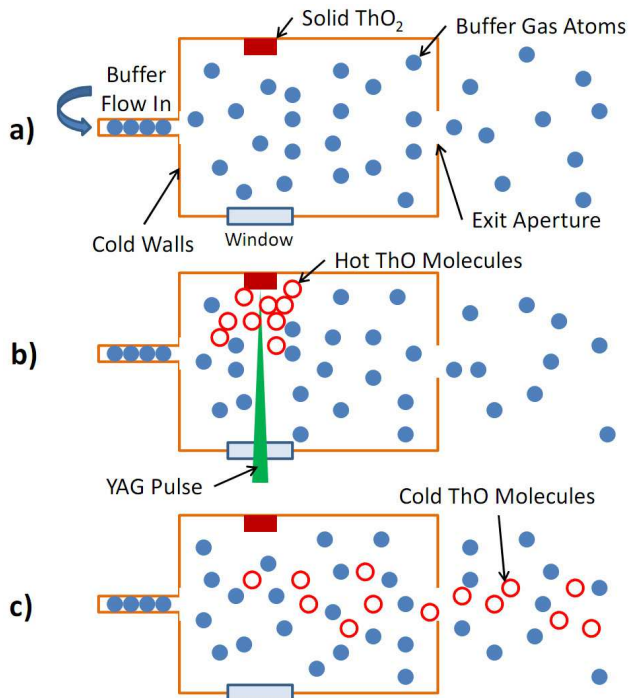 Solid ThO₂
Buffer Gas Atoms
Buffer
Flow In
a)
Exit Aperture
Cold Walls
Window
Hot ThO Molecules
b)
YAG Pulse
Cold ThO Molecules
c)